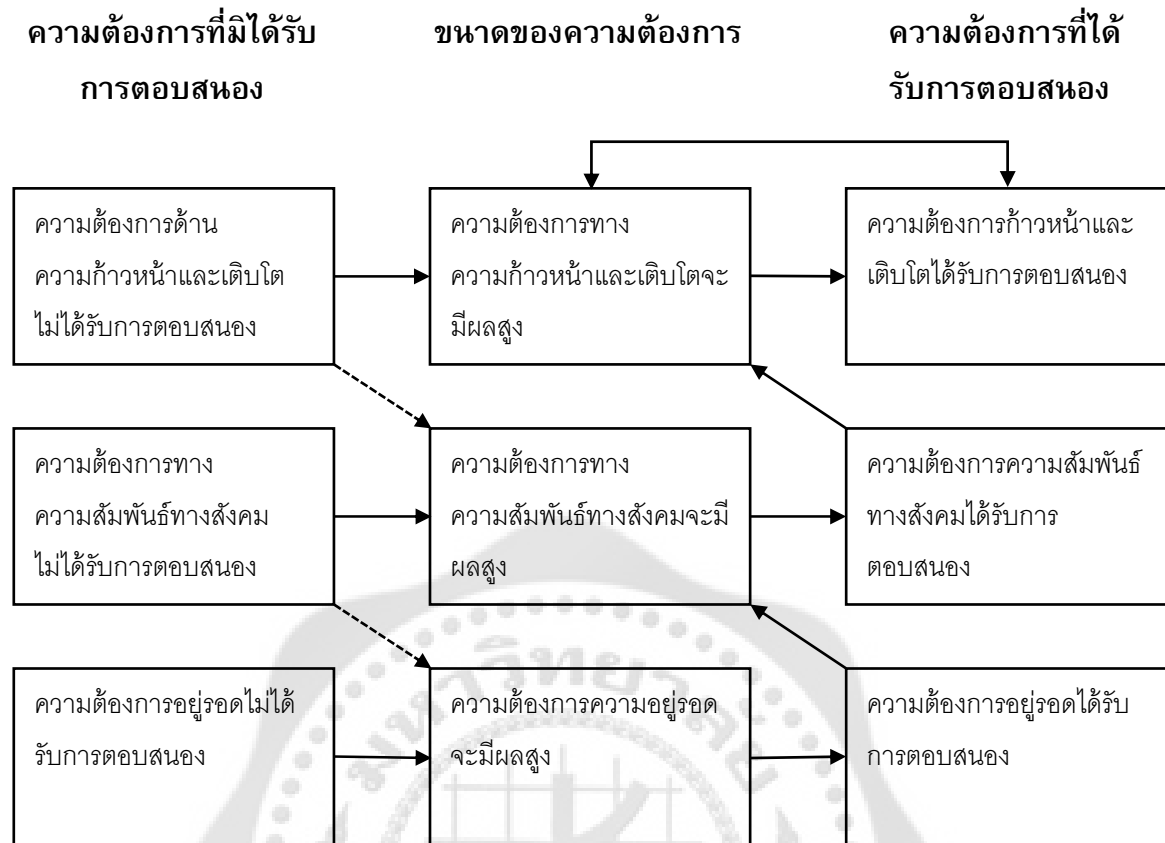 ความต้องการที่มิได้รับ
การตอบสนอง
ขนาดของความต้องการ
ความต้องการที่ได้
รับการตอบสนอง
ความต้องการด้าน
ความก้าวหน้าและเติบโต
ไม่ได้รับการตอบสนอง
ความต้องการทาง
ความก้าวหน้าและเติบโตจะ
มีผลสูง
ความต้องการก้าวหน้าและ
เติบโตได้รับการตอบสนอง
ความต้องการทาง
ความสัมพันธ์ทางสังคม
ไม่ได้รับการตอบสนอง
ความต้องการทาง
ความสัมพันธ์ทางสังคมจะมี
ผลสูง
ความต้องการความสัมพันธ์
ทางสังคมได้รับการ
ตอบสนอง
ความต้องการอยู่รอดไม่ได้
รับการตอบสนอง
ความต้องการความอยู่รอด
จะมีผลสูง
ความต้องการอยู่รอดได้รับ
การตอบสนอง